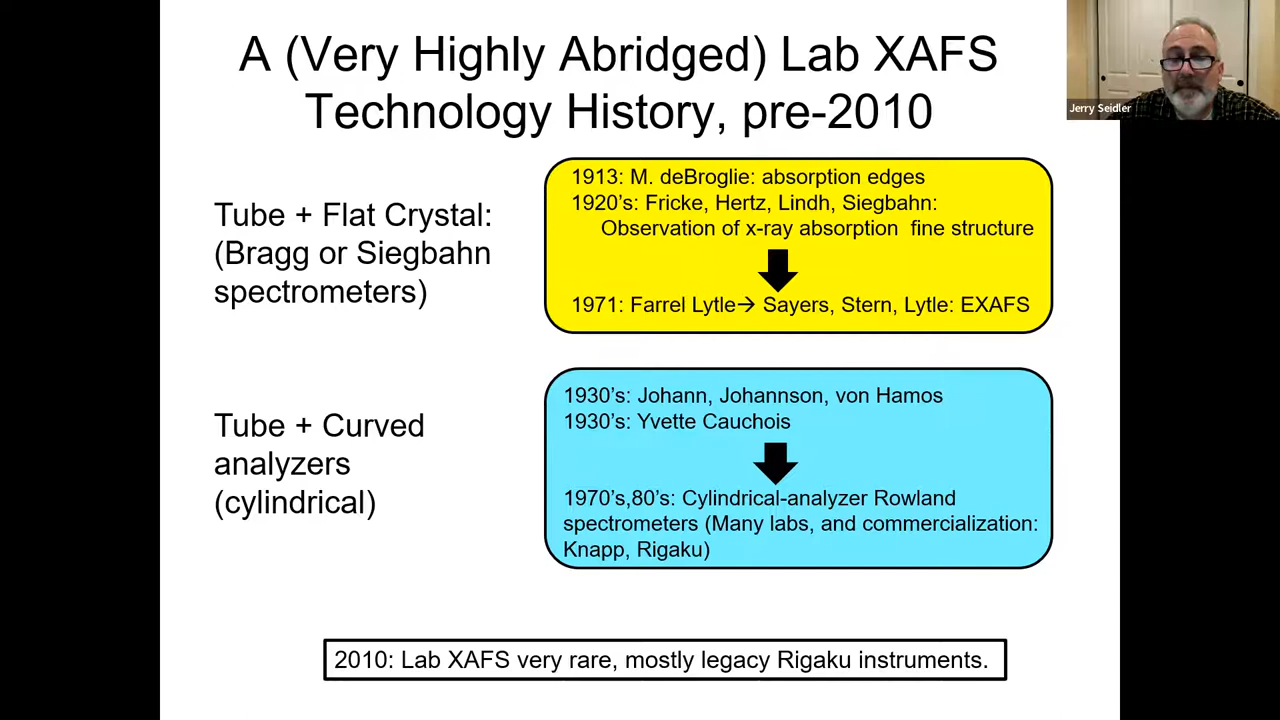 A (Very Highly Abridged) Lab XAFS
Technology History, pre-2010
Jerry Seidler
Tube + Flat Crystal:
(Bragg or Siegbahn
spectrometers)
1913: M. deBroglie: absorption edges
1920's: Fricke, Hertz, Lindh, Siegbahn:
Observation of x-ray absorption fine structure
1971: Farrel Lytle→ Sayers, Stern, Lytle: EXAFS
Tube + Curved
analyzers
(cylindrical)
1930's: Johann, Johannson, von Hamos
1930's: Yvette Cauchois
1970's,80's: Cylindrical-analyzer Rowland
spectrometers (Many labs, and commercialization:
Knapp, Rigaku)
2010: Lab XAFS very rare, mostly legacy Rigaku instruments.